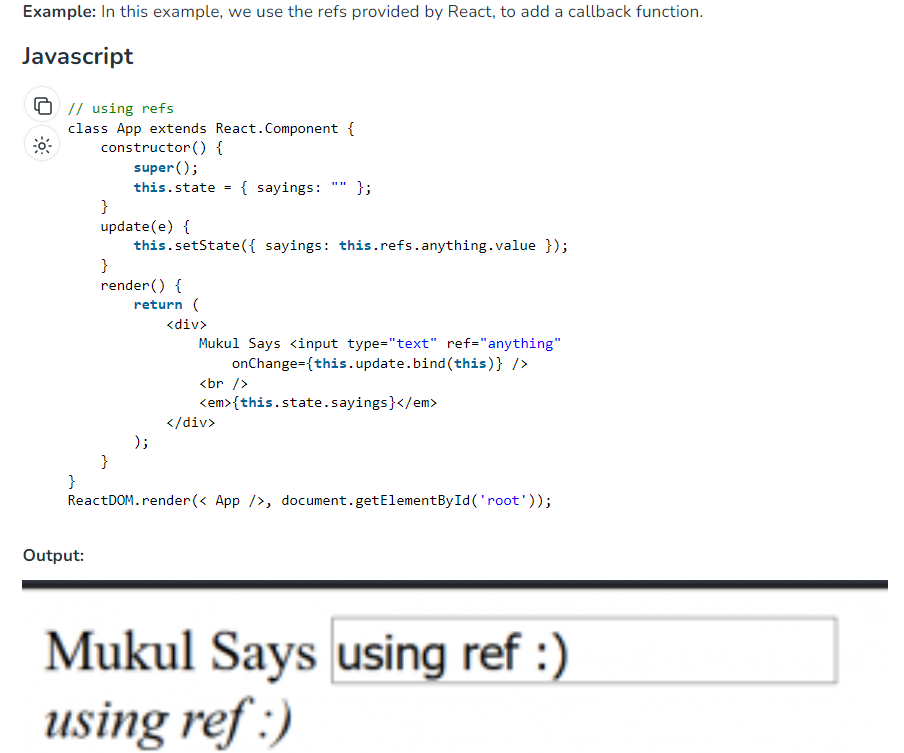 Example: In this example, we use the refs provided by React, to add a callback function.
Javascript
// using refs
class App extends React.Component {
    constructor() {
        super();
        this.state = { sayings: "" };
    }
    update(e) {
        this.setState({ sayings: this.refs.anything.value });
    }
    render() {
        return (
            <div>
                Mukul Says <input type="text" ref="anything"
                    onChange={this.update.bind(this)} />
                <br />
                <em>{this.state.sayings}</em>
            </div>
        );
    }
}
ReactDOM.render(< App />, document.getElementById('root'));
Output:
Mukul Says using ref :)
using ref :)